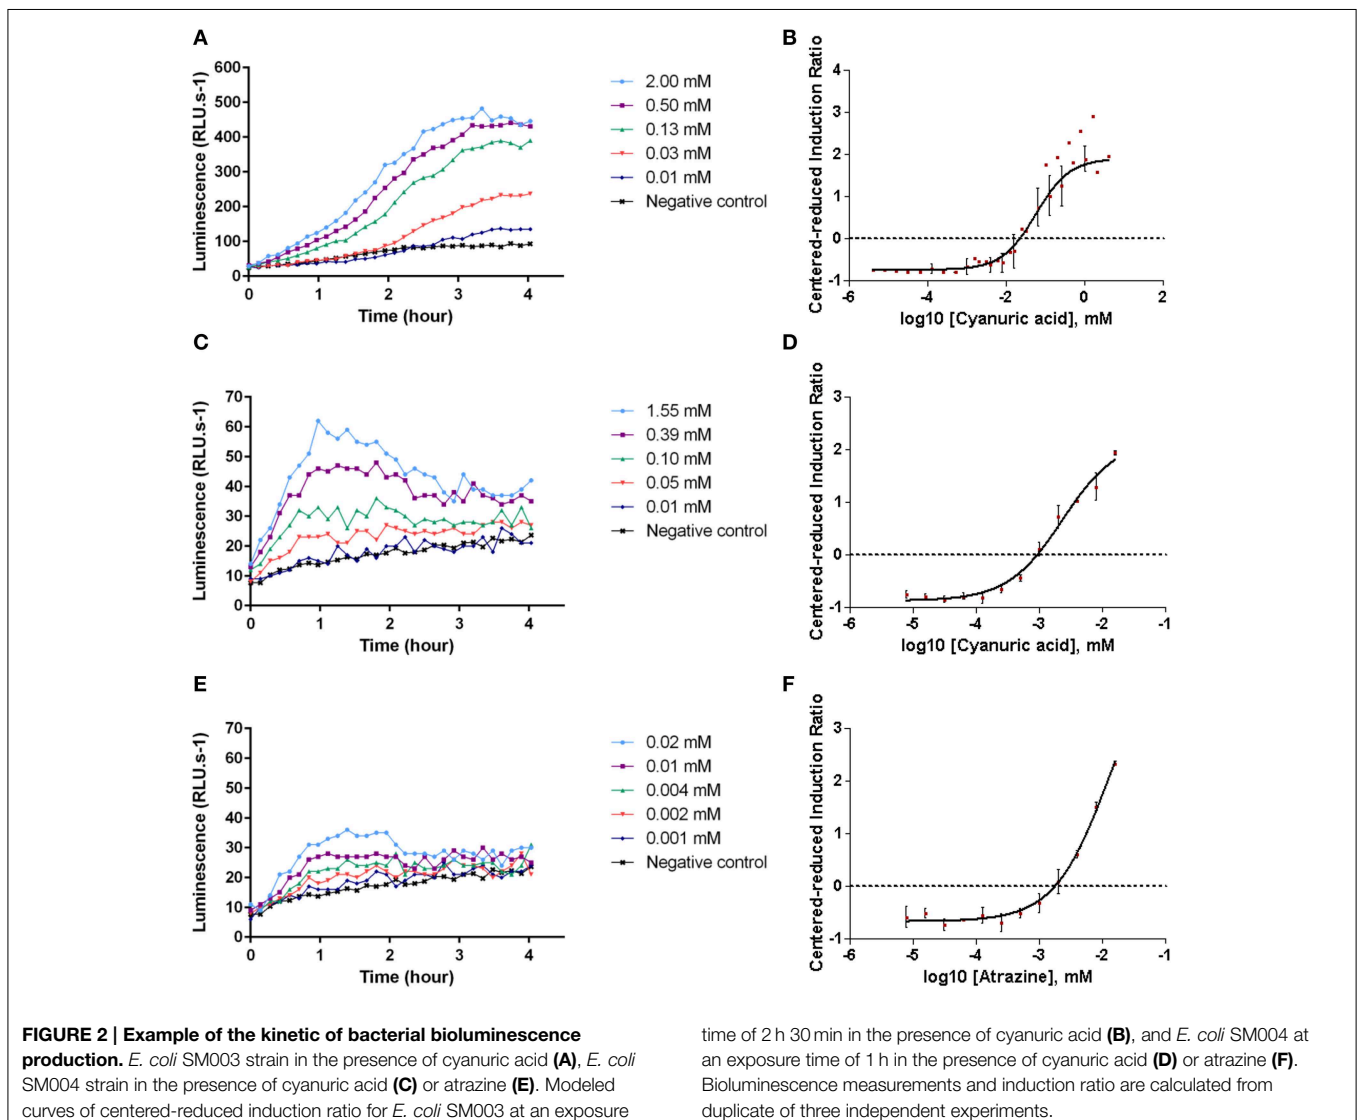 A
Luminescence (RLU.s-1)
600
500
400
300
200
100
0
0 1 2 3 4
Time (hour)
2.00 mM
0.50 mM
0.13 mM
0.03 mM
0.01 mM
Negative control
B
Centered-reduced Induction Ratio
4
3
2
1
0
-1
-6 -4 -2 0 2
log10 [Cyanuric acid], mM
C
Luminescence (RLU.s-1)
70
60
50
40
30
20
10
0
0 1 2 3 4
Time (hour)
1.55 mM
0.39 mM
0.10 mM
0.05 mM
0.01 mM
Negative control
D
Centered-reduced Induction Ratio
3
2
1
0
-1
-6 -5 -4 -3 -2 -1
log10 [Cyanuric acid], mM
E
Luminescence (RLU.s-1)
70
60
50
40
30
20
10
0
0 1 2 3 4
Time (hour)
0.02 mM
0.01 mM
0.004 mM
0.002 mM
0.001 mM
Negative control
F
Centered-reduced Induction Ratio
3
2
1
0
-1
-6 -5 -4 -3 -2 -1
log10 [Atrazine], mM
FIGURE 2 | Example of the kinetic of bacterial bioluminescence
production. E. coli SM003 strain in the presence of cyanuric acid (A), E. coli
SM004 strain in the presence of cyanuric acid (C) or atrazine (E). Modeled
curves of centered-reduced induction ratio for E. coli SM003 at an exposure
time of 2 h 30 min in the presence of cyanuric acid (B), and E. coli SM004 at
an exposure time of 1 h in the presence of cyanuric acid (D) or atrazine (F).
Bioluminescence measurements and induction ratio are calculated from
duplicate of three independent experiments.